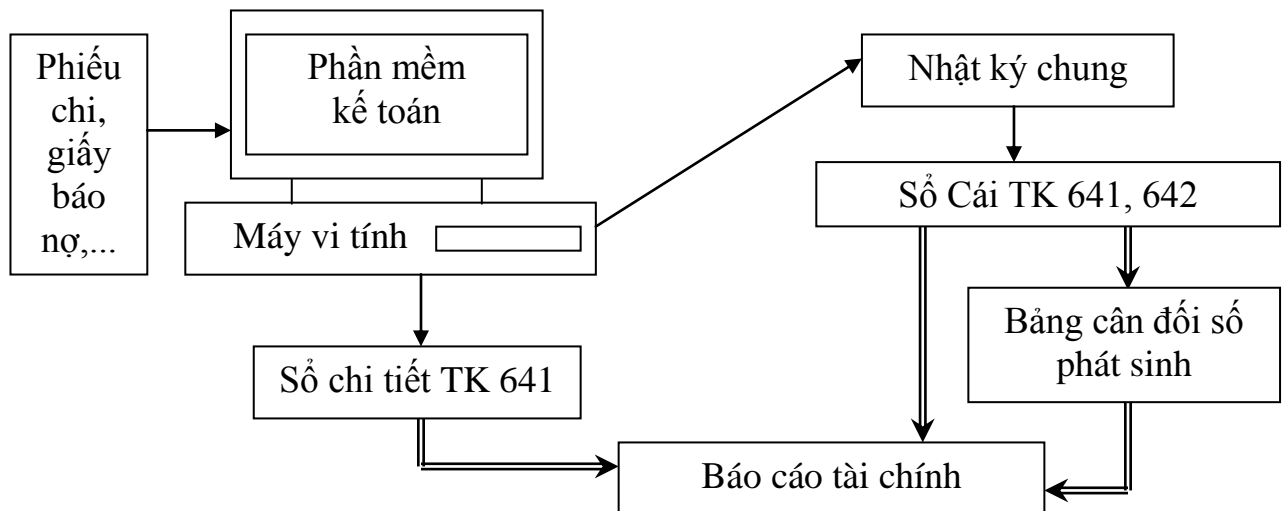 Phiếu
chi,
giấy
báo
nợ,...
Phần mềm
kế toán
Máy vi tính
Sổ chi tiết TK 641
Nhật ký chung
Sổ Cái TK 641, 642
Bảng cân đối số
phát sinh
Báo cáo tài chính